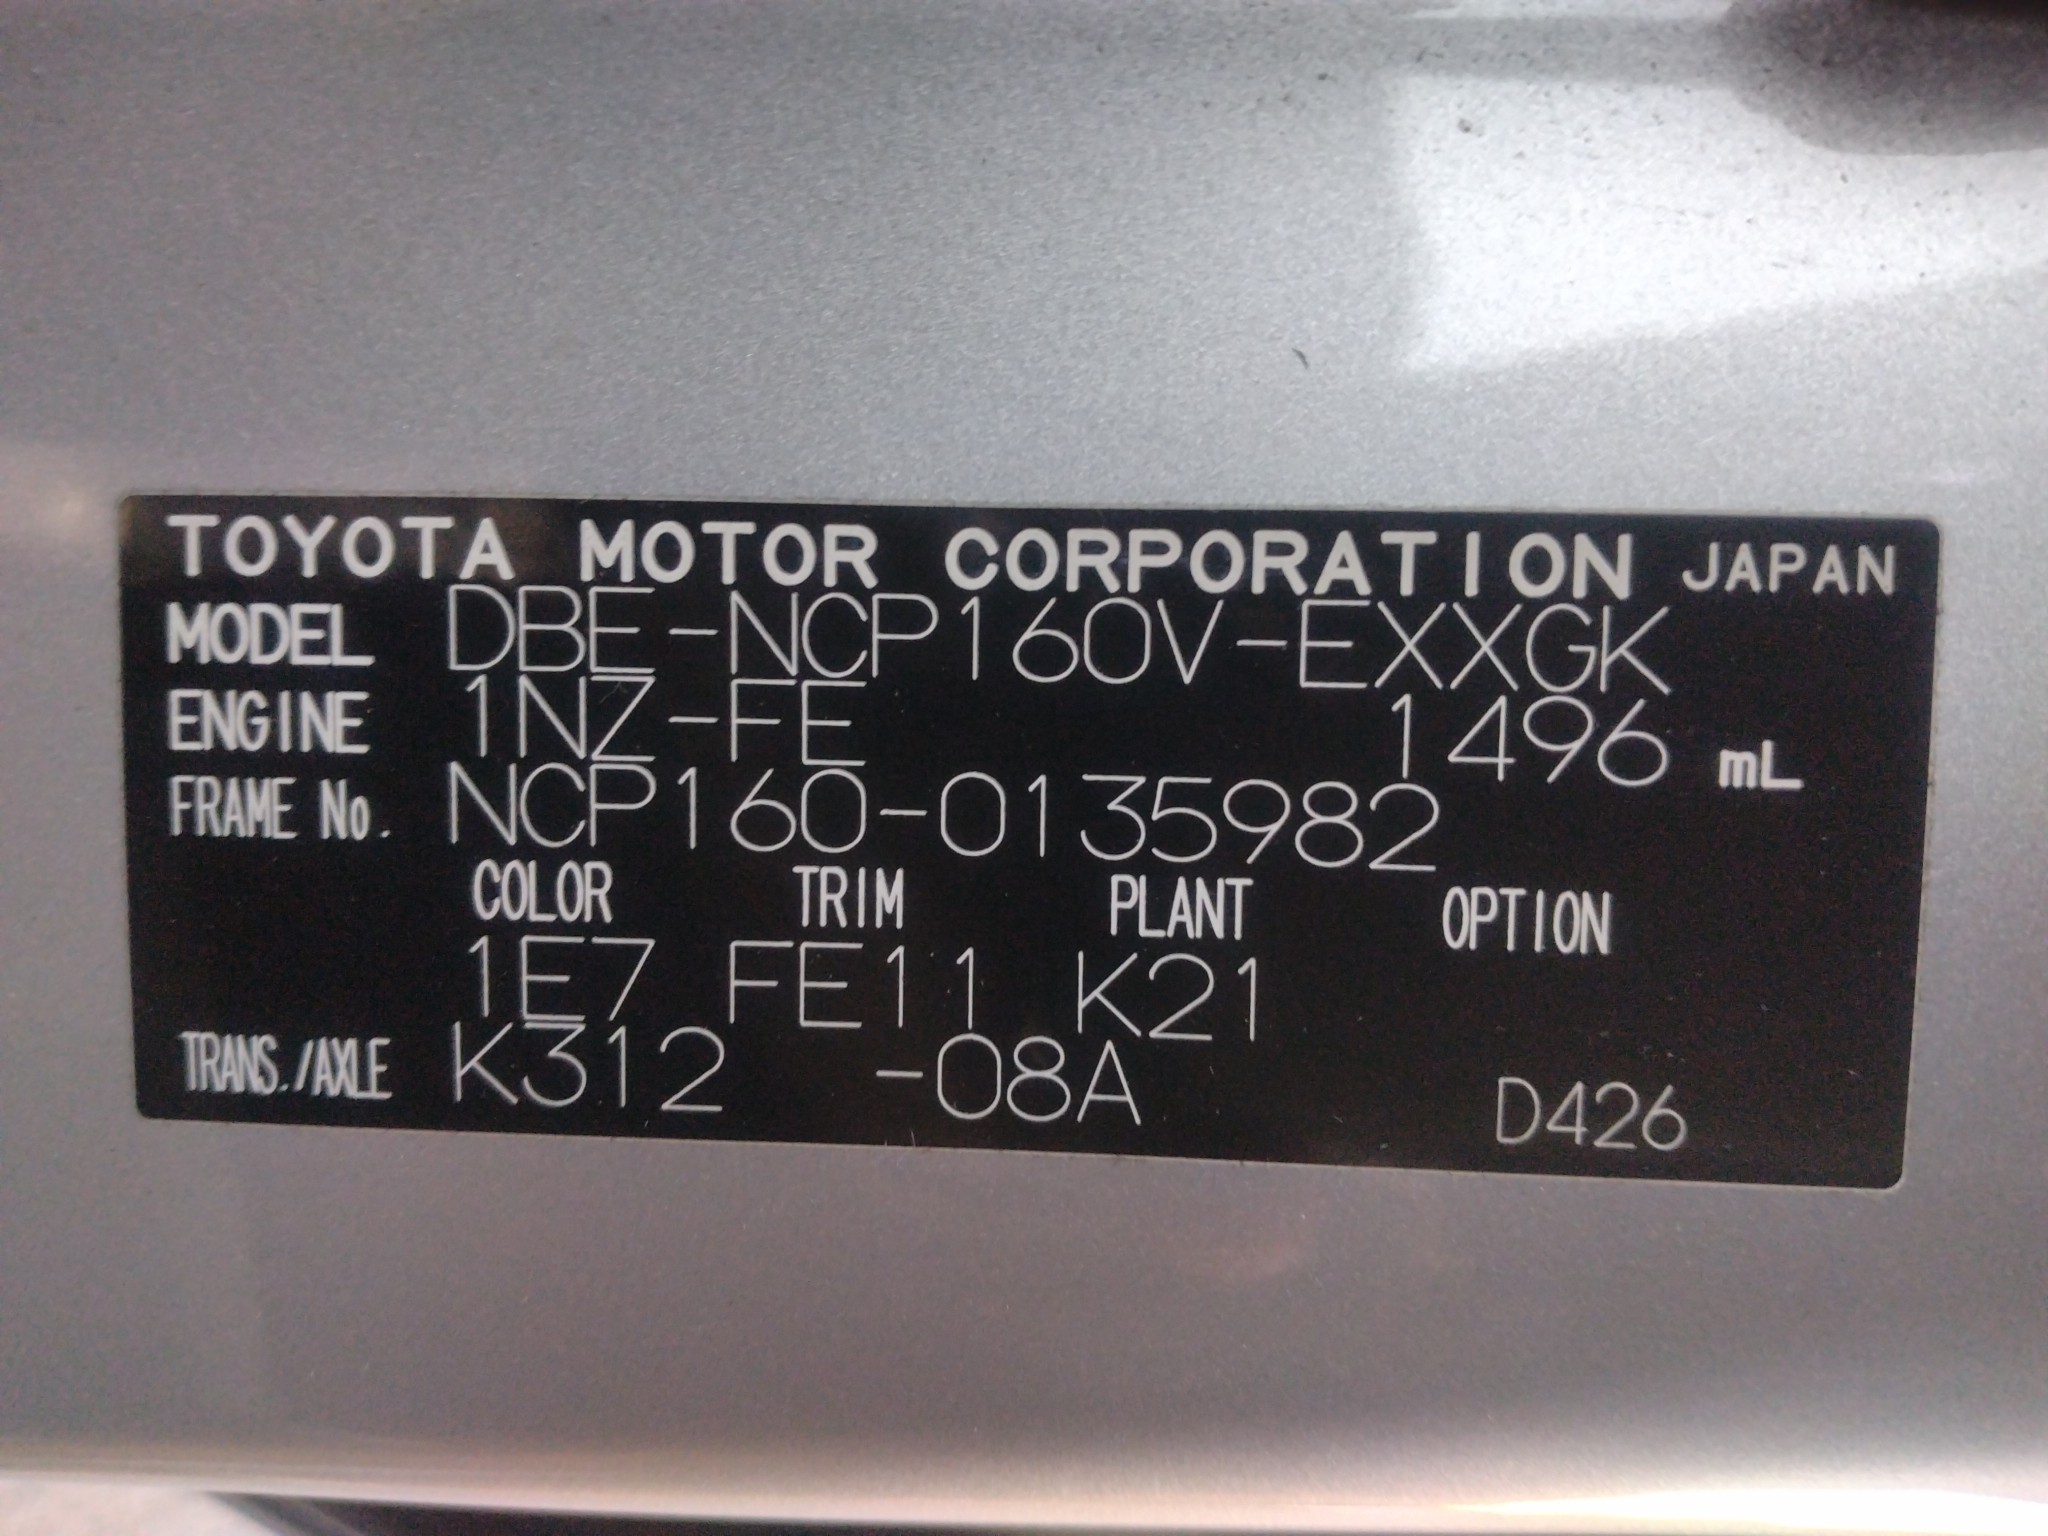 TOYOTA MOTOR CORPORATION JAPAN
MODEL DBE-NCP160V-EXXGK
ENGINE 1NZ-FE 1496 mL
FRAME No. NCP160-0135982
COLOR TRIM PLANT OPTION
1E7 FE11 K21
TRANS./AXLE K312 -08A D426